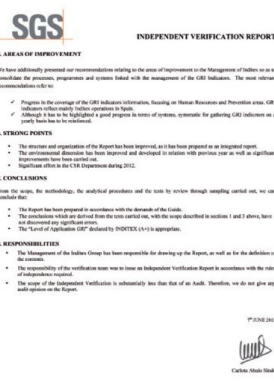 SGS
INDEPENDENT VERIFICATION REPORT
. AREAS OF IMPROVEMENT
We have additionally presented our recommendations relating to the areas of improvement to the Management of Inditex so as to
consolidate the processes, programmes and systems linked with the management of the GRI Indicators. The most relevant
recommendations refer to:
✓ Progress in the coverage of the GRI indicators information, focusing on Human Resources and Prevention areas. GRI
indicators reflect mainly Inditex operations in Spain.
✓ Although it has to be highlighted a good progress in terms of systems, systematic for gathering GRI indicators on a
yearly basis has to be reinforced.
. STRONG POINTS
• The structure and organization of the Report has been improved, as it has been prepared as an integrated report.
• The environmental dimension has been improved and developed in relation with previous year as well as significant
improvements have been carried out.
• Significant effort in the CSR Department during 2012.
. CONCLUSIONS
From the scope, the methodology, the analytical procedures and the tests by review through sampling carried out, we can
conclude that:
• The Report has been prepared in accordance with the demands of the Guide.
• The conclusions which are derived from the tests carried out, with the scope described in sections 1 and 3 above, have
not discovered any significant errors.
• The "Level of Application GRI" declared by INDITEX (A+) is appropriate.
. RESPONSIBILITIES
• The Management of the Inditex Group has been responsible for drawing up the Report, as well as for the definition of
the contents.
• The responsibility of the verification team was to issue an Independent Verification Report in accordance with the rules
of independence required.
• The scope of the Independent Verification is substantially less than that of an Audit. Therefore, we do not give any
audit opinion on the Report.
JUNE 201
Carlota